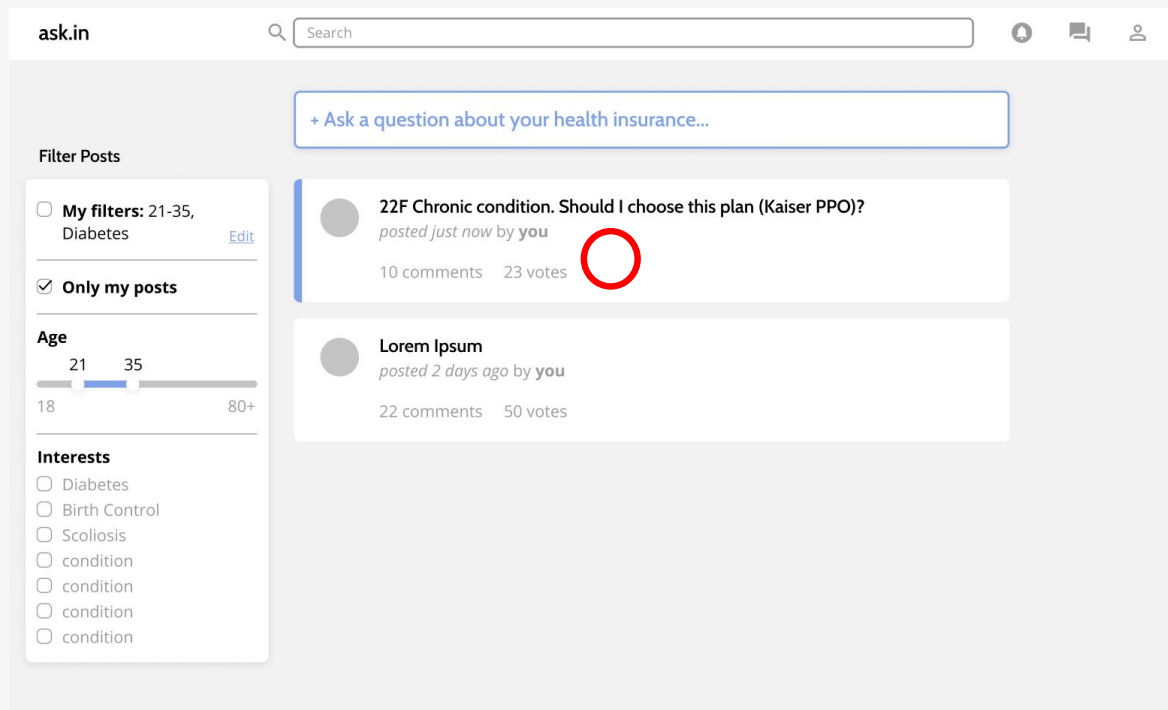 ask.in
Search
+ Ask a question about your health insurance...
Filter Posts
My filters: 21-35,
Diabetes
Edit
Only my posts
Age
21 35
18 80+
Interests
Diabetes
Birth Control
Scoliosis
condition
condition
condition
condition
22F Chronic condition. Should I choose this plan (Kaiser PPO)?
posted just now by you
10 comments 23 votes
Lorem Ipsum
posted 2 days ago by you
22 comments 50 votes